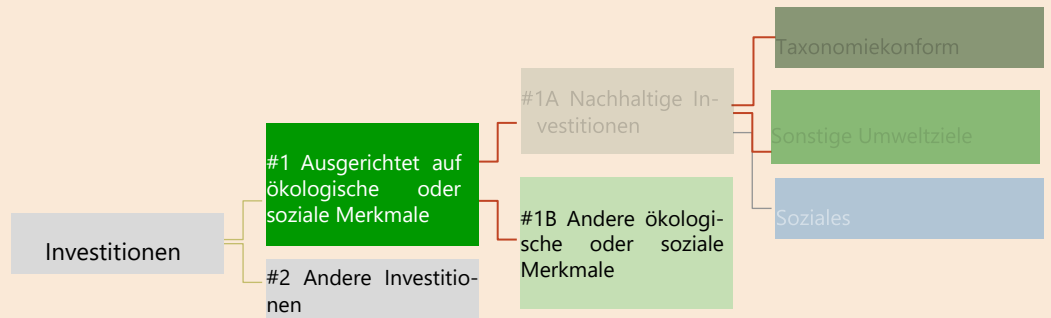 Investitionen
#1 Ausgerichtet auf
ökologische oder
soziale Merkmale
#2 Andere Investitio-
nen
#1A Nachhaltige In-
vestitionen
#1B Andere ökologi-
sche oder soziale
Merkmale
Taxonomiekonform
Sonstige Umweltziele
Soziales